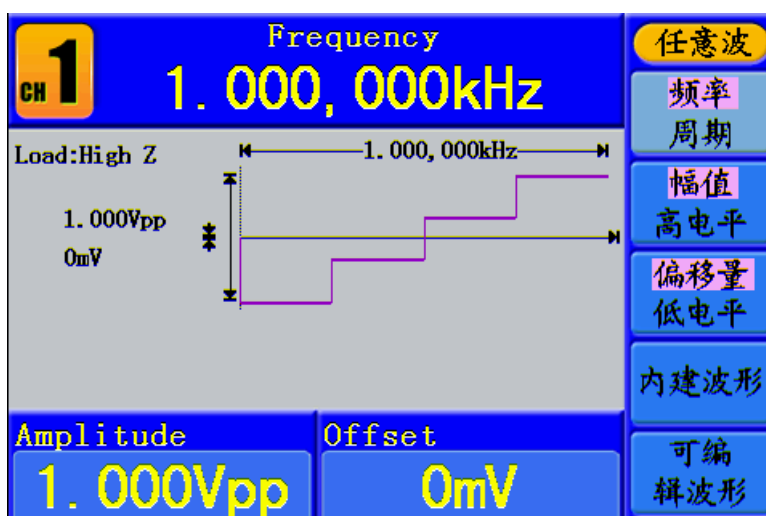 CH 1
Frequency
1.000,000kHz
Load:High Z
1.000,000kHz
1.000Vpp
0mV
Amplitude
1.000Vpp
Offset
0mV
任意波
频率
周期
幅值
高电平
偏移量
低电平
内建波形
可编
辑波形